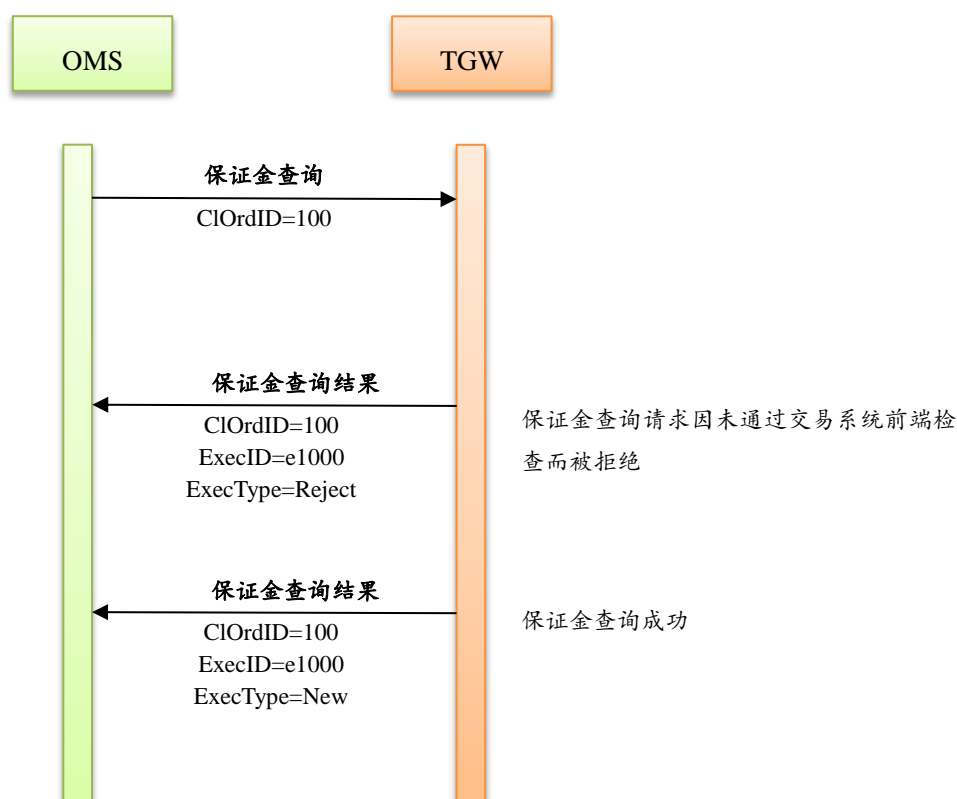 OMS
TGW
保证金查询
ClOrdID=100
保证金查询结果
ClOrdID=100
ExecID=e1000
ExecType=Reject
保证金查询请求因未通过交易系统前端检
查而被拒绝
保证金查询结果
ClOrdID=100
ExecID=e1000
ExecType=New
保证金查询成功